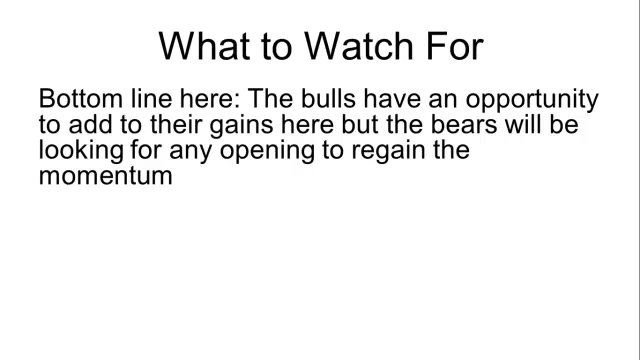 What to Watch For
Bottom line here: The bulls have an opportunity
to add to their gains here but the bears will be
looking for any opening to regain the
momentum